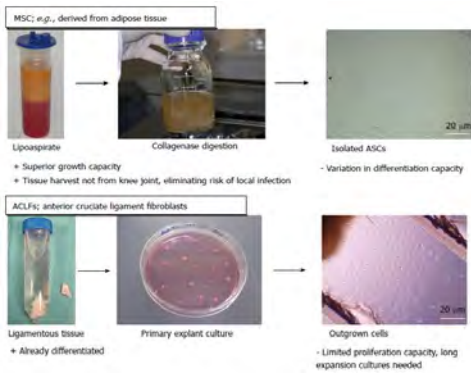 MSC; e.g., derived from adipose tissue
20 μm
Lipoaspirate
Collagenase digestion
Isolated ASCs
+ Superior growth capacity
+ Tissue harvest not from knee joint, eliminating risk of local infection
- Variation in differentiation capacity
ACLFs; anterior cruciate ligament fibroblasts
20 μm
Ligamentous tissue
Primary explant culture
Outgrown cells
+ Already differentiated
- Limited proliferation capacity, long
expansion cultures needed